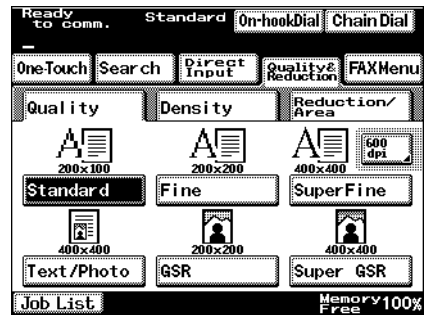 Ready to comm. Standard On-hookDial Chain Dial
One-Touch Search Direct Input Quality& Reduction FAXMenu
Quality Density Reduction/ Area
600 dpi
200x100 200x200 400x400
Standard Fine SuperFine
400x400 200x200 400x400
Text/Photo GSR Super GSR
Job List Memory Free 100%